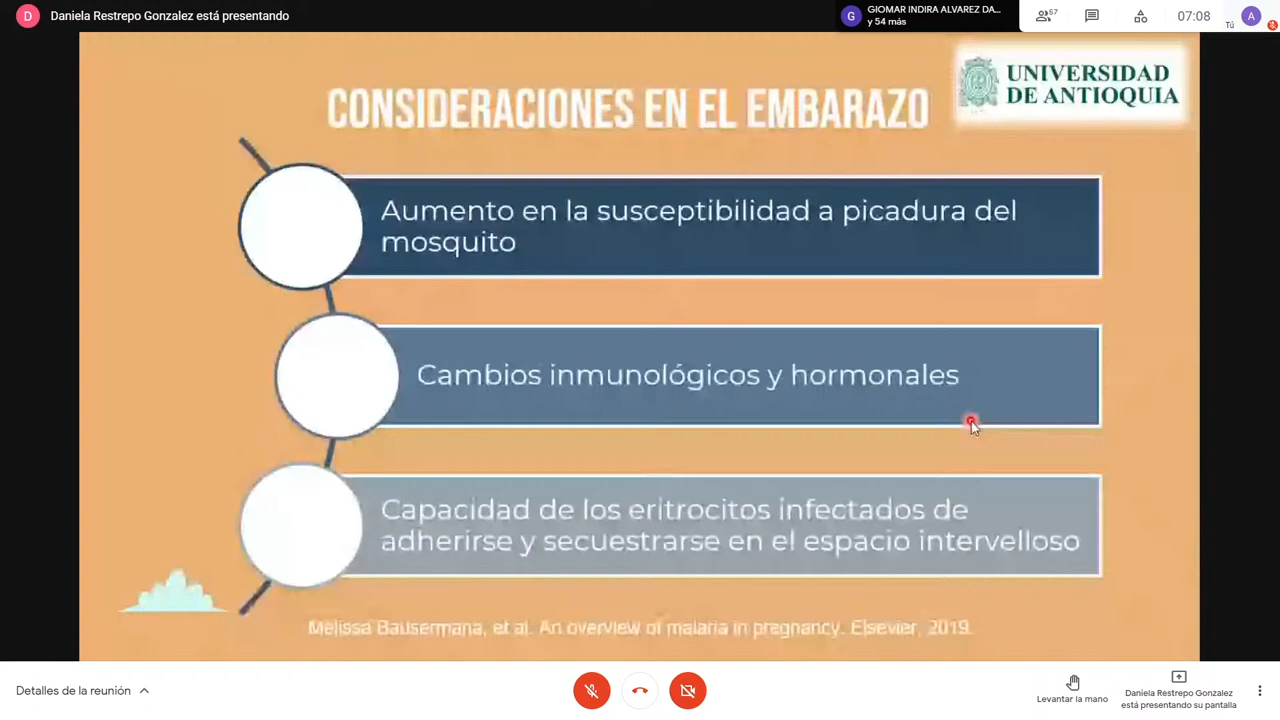 D Daniela Restrepo Gonzalez está presentando
G GIOMAR INDIRA ALVAREZ DA...
y 54 más
57
07:08
Tú
A
UNIVERSIDAD
DE ANTIOQUIA
CONSIDERACIONES EN EL EMBARAZO
Aumento en la susceptibilidad a picadura del
mosquito
Cambios inmunológicos y hormonales
Capacidad de los eritrocitos infectados de
adherirse y secuestrarse en el espacio intervelloso
Melissa Bausermana, et al. An overview of malaria in pregnancy. Elsevier, 2019.
Detalles de la reunión
Levantar la mano
Daniela Restrepo Gonzalez
está presentando su pantalla